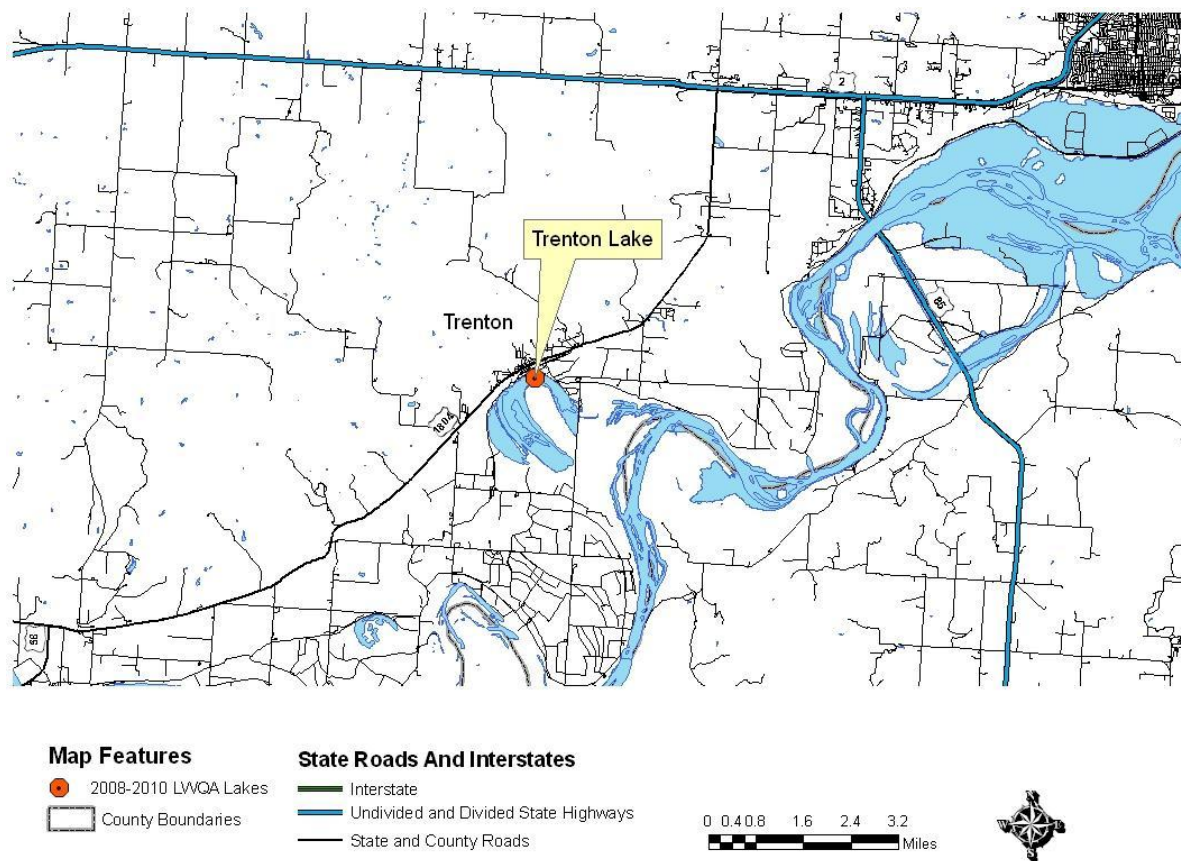 2
Trenton Lake
85
Trenton
1804
39
Map Features
2008-2010 LWQA Lakes
County Boundaries
State Roads And Interstates
Interstate
Undivided and Divided State Highways
State and County Roads
0 0.4 0.8 1.6 2.4 3.2
Miles
N
W E
S